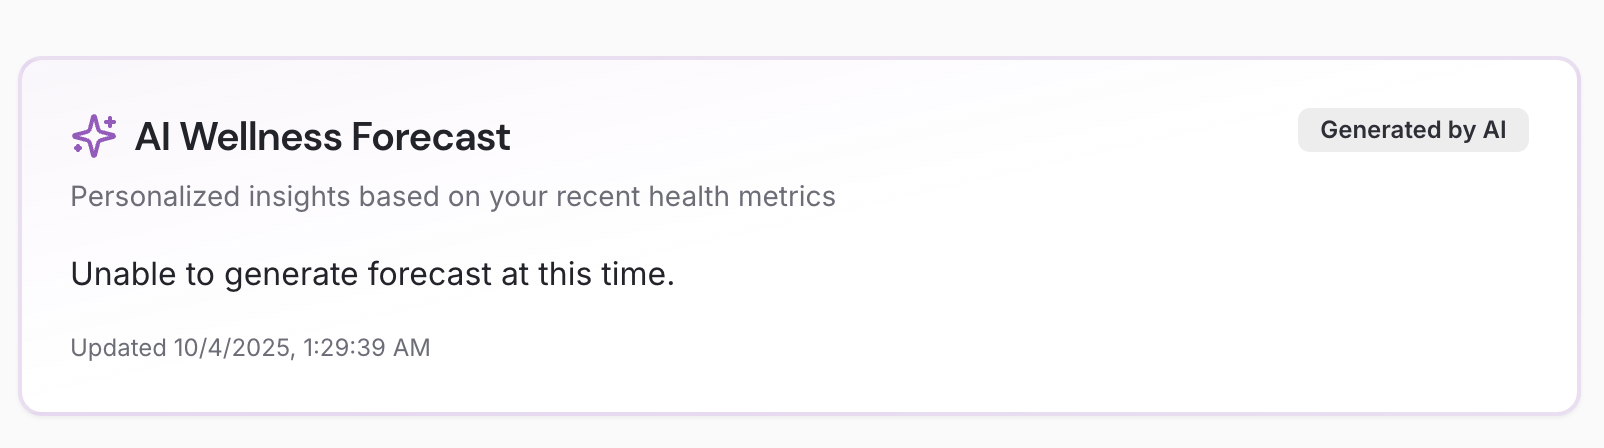 AI Wellness Forecast
Generated by AI
Personalized insights based on your recent health metrics
Unable to generate forecast at this time.
Updated 10/4/2025, 1:29:39 AM